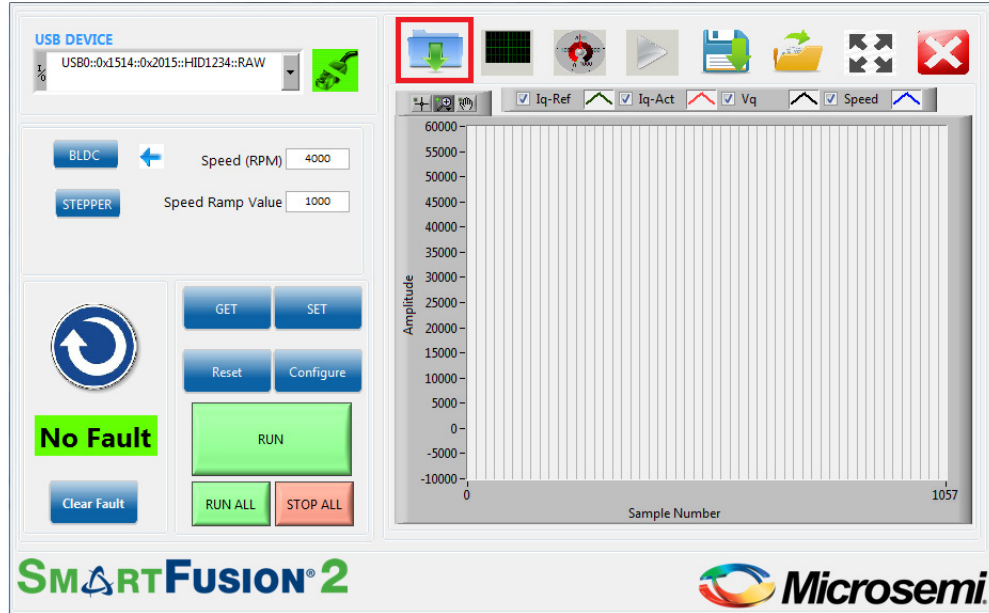 USB DEVICE
I/O
USB0::0x1514::0x2015::HID1234::RAW
BLDC
Speed (RPM) 4000
STEPPER
Speed Ramp Value 1000
GET
SET
Reset
Configure
No Fault
RUN
Clear Fault
RUN ALL
STOP ALL
Iq-Ref
Iq-Act
Vq
Speed
60000
55000
50000
45000
40000
35000
30000
25000
20000
15000
10000
5000
0
-5000
-10000
Amplitude
0
1057
Sample Number
SMARTFUSION® 2
Microsemi.